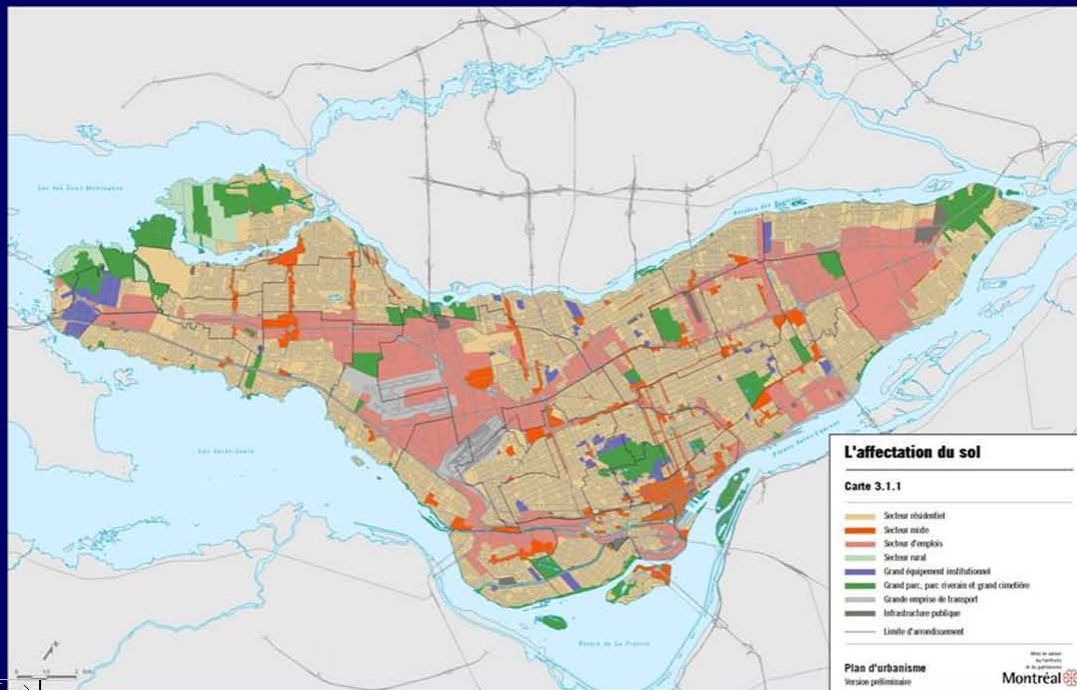 Lac des Deux Montagnes
Rivière des
Lac Saint-Louis
Fleuve Saint-Laurent
Bassin de La Prairie
L'affectation du sol
Carte 3.1.1
Secteur résidentiel
Secteur mixte
Secteur d'emplois
Secteur rural
Grand équipement institutionnel
Grand parc, parc riverain et grand cimetière
Grande emprise de transport
Infrastructure publique
Limite d'arrondissement
Plan d'urbanisme
Version préliminaire
Montréal